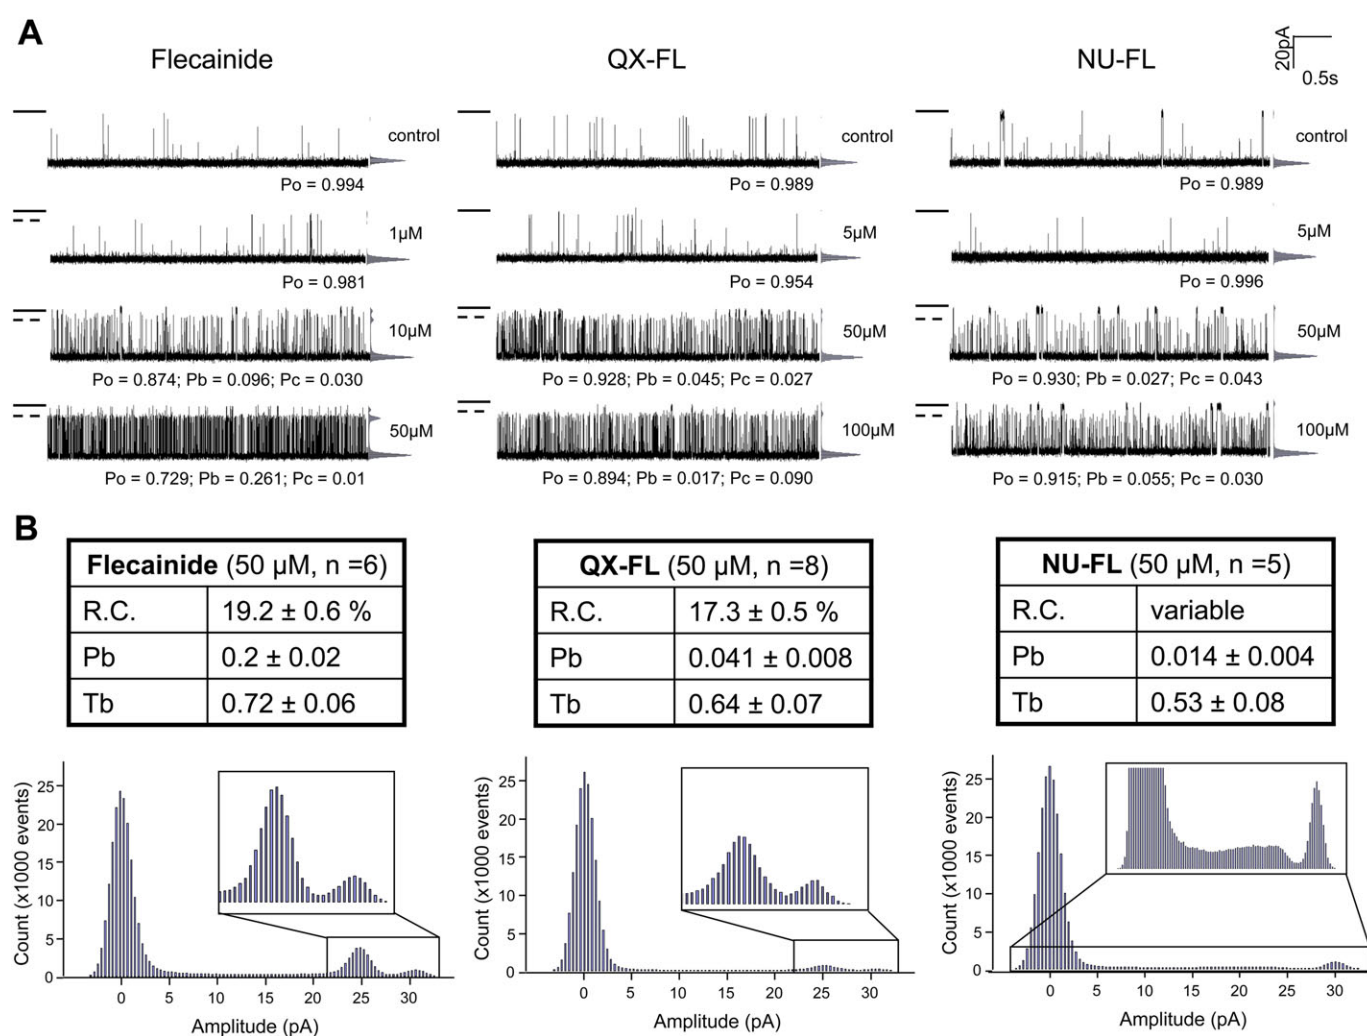 A
Flecainide
QX-FL
NU-FL
20pA
0.5s
control
Po = 0.994
control
Po = 0.989
control
Po = 0.989
1µM
Po = 0.981
5µM
Po = 0.954
5µM
Po = 0.996
10µM
Po = 0.874; Pb = 0.096; Pc = 0.030
50µM
Po = 0.928; Pb = 0.045; Pc = 0.027
50µM
Po = 0.930; Pb = 0.027; Pc = 0.043
50µM
Po = 0.729; Pb = 0.261; Pc = 0.01
100µM
Po = 0.894; Pb = 0.017; Pc = 0.090
100µM
Po = 0.915; Pb = 0.055; Pc = 0.030
B
Flecainide (50 µM, n =6)
R.C. 19.2 ± 0.6 %
Pb 0.2 ± 0.02
Tb 0.72 ± 0.06
QX-FL (50 µM, n =8)
R.C. 17.3 ± 0.5 %
Pb 0.041 ± 0.008
Tb 0.64 ± 0.07
NU-FL (50 µM, n =5)
R.C. variable
Pb 0.014 ± 0.004
Tb 0.53 ± 0.08
Count (x1000 events)
25
20
15
10
5
0
0 5 10 15 20 25 30
Amplitude (pA)
Count (x1000 events)
25
20
15
10
5
0
0 5 10 15 20 25 30
Amplitude (pA)
Count (x1000 events)
25
20
15
10
5
0
0 5 10 15 20 25 30
Amplitude (pA)